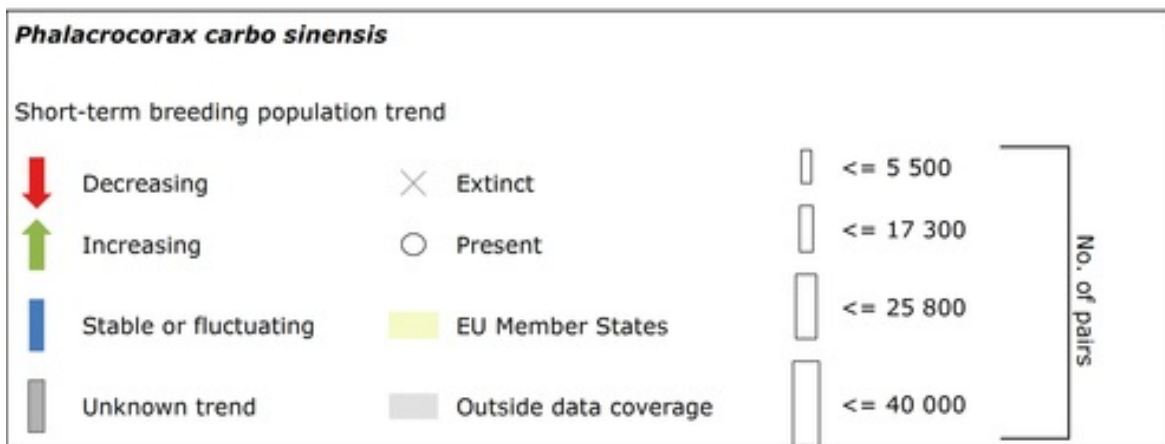 Phalacrocorax carbo sinensis
Short-term breeding population trend
Decreasing
Extinct
<= 5 500
Increasing
Present
<= 17 300
Stable or fluctuating
EU Member States
<= 25 800
Unknown trend
Outside data coverage
<= 40 000
No. of pairs